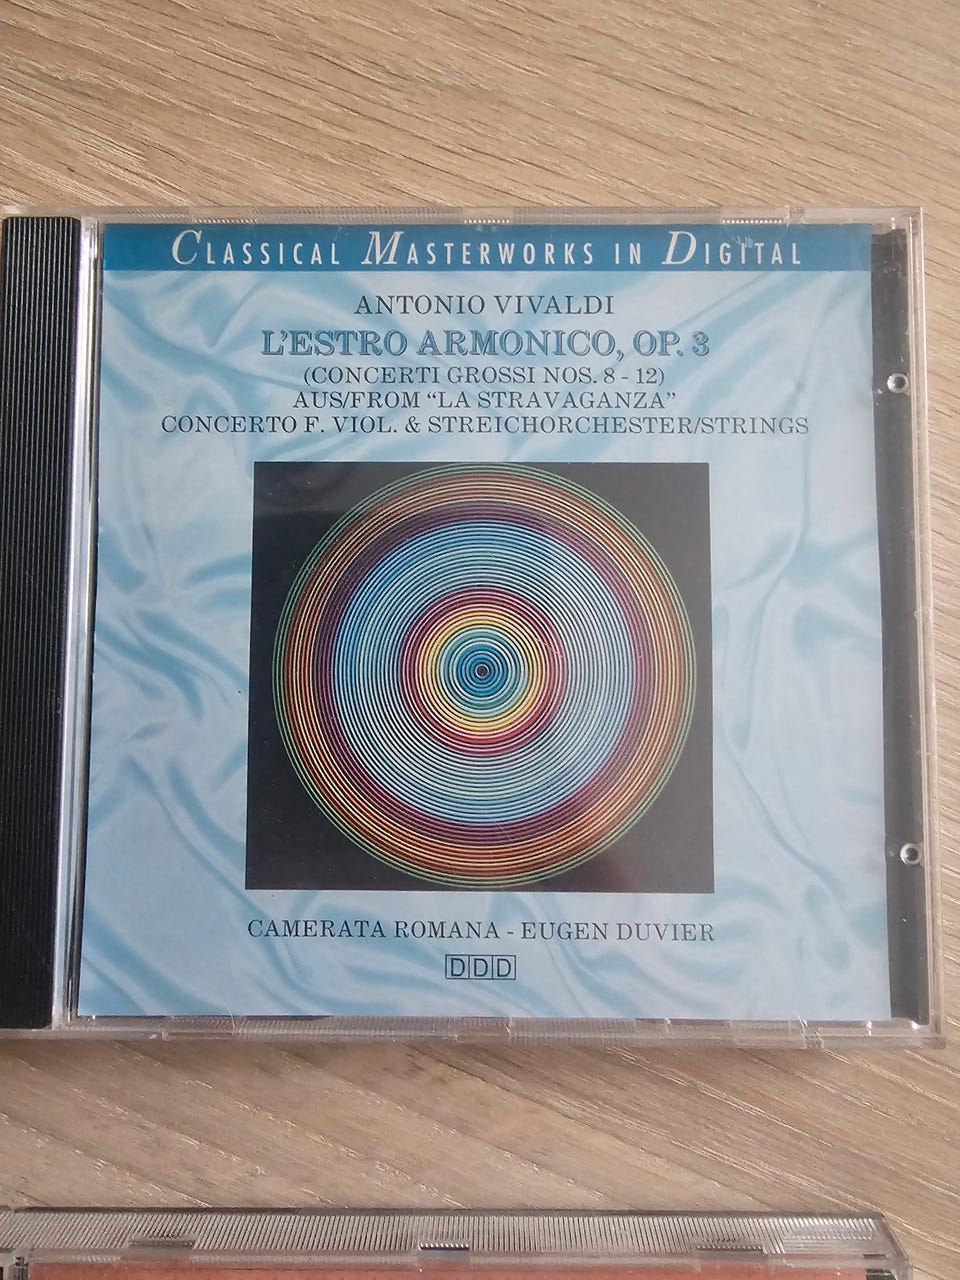 CLASSICAL MASTERWORKS IN DIGITAL
ANTONIO VIVALDI
L'ESTRO ARMONICO, OP. 3
(CONCERTI GROSSI NOS. 8 - 12)
AUS/FROM “LA STRAVAGANZA”
CONCERTO F. VIOL. & STREICHORCHESTER/STRINGS
CAMERATA ROMANA - EUGEN DUVIER
DDD